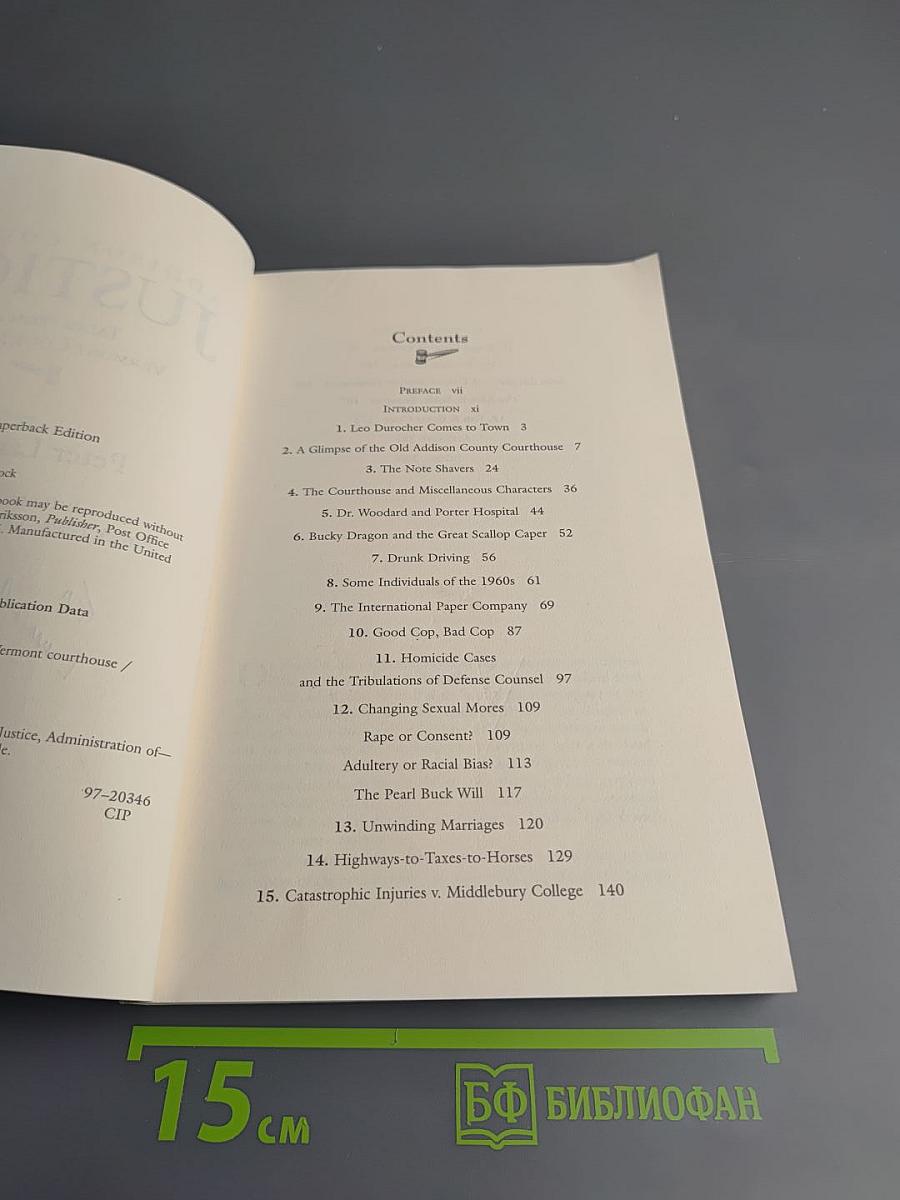 JUSTIC
aperback Edition
ock
book may be reproduced without
riksson, Publisher, Post Office
. Manufactured in the United
blication Data
Vermont courthouse /
Justice, Administration of—
le.
97–20346
CIP
Contents
PREFACE vii
INTRODUCTION xi
1. Leo Durocher Comes to Town 3
2. A Glimpse of the Old Addison County Courthouse 7
3. The Note Shavers 24
4. The Courthouse and Miscellaneous Characters 36
5. Dr. Woodard and Porter Hospital 44
6. Bucky Dragon and the Great Scallop Caper 52
7. Drunk Driving 56
8. Some Individuals of the 1960s 61
9. The International Paper Company 69
10. Good Cop, Bad Cop 87
11. Homicide Cases
and the Tribulations of Defense Counsel 97
12. Changing Sexual Mores 109
Rape or Consent? 109
Adultery or Racial Bias? 113
The Pearl Buck Will 117
13. Unwinding Marriages 120
14. Highways-to-Taxes-to-Horses 129
15. Catastrophic Injuries v. Middlebury College 140
15 см
БФ БИБЛИОФАН